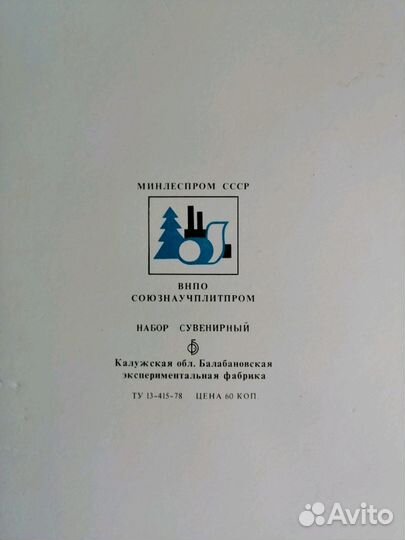 МИНЛЕСПРОМ СССР
ВНПО
СОЮЗНАУЧПЛИТПРОМ
НАБОР СУВЕНИРНЫЙ
Калужская обл. Балабановская
экспериментальная фабрика
ТУ 13-415-78 ЦЕНА 60 КОП.
Avito